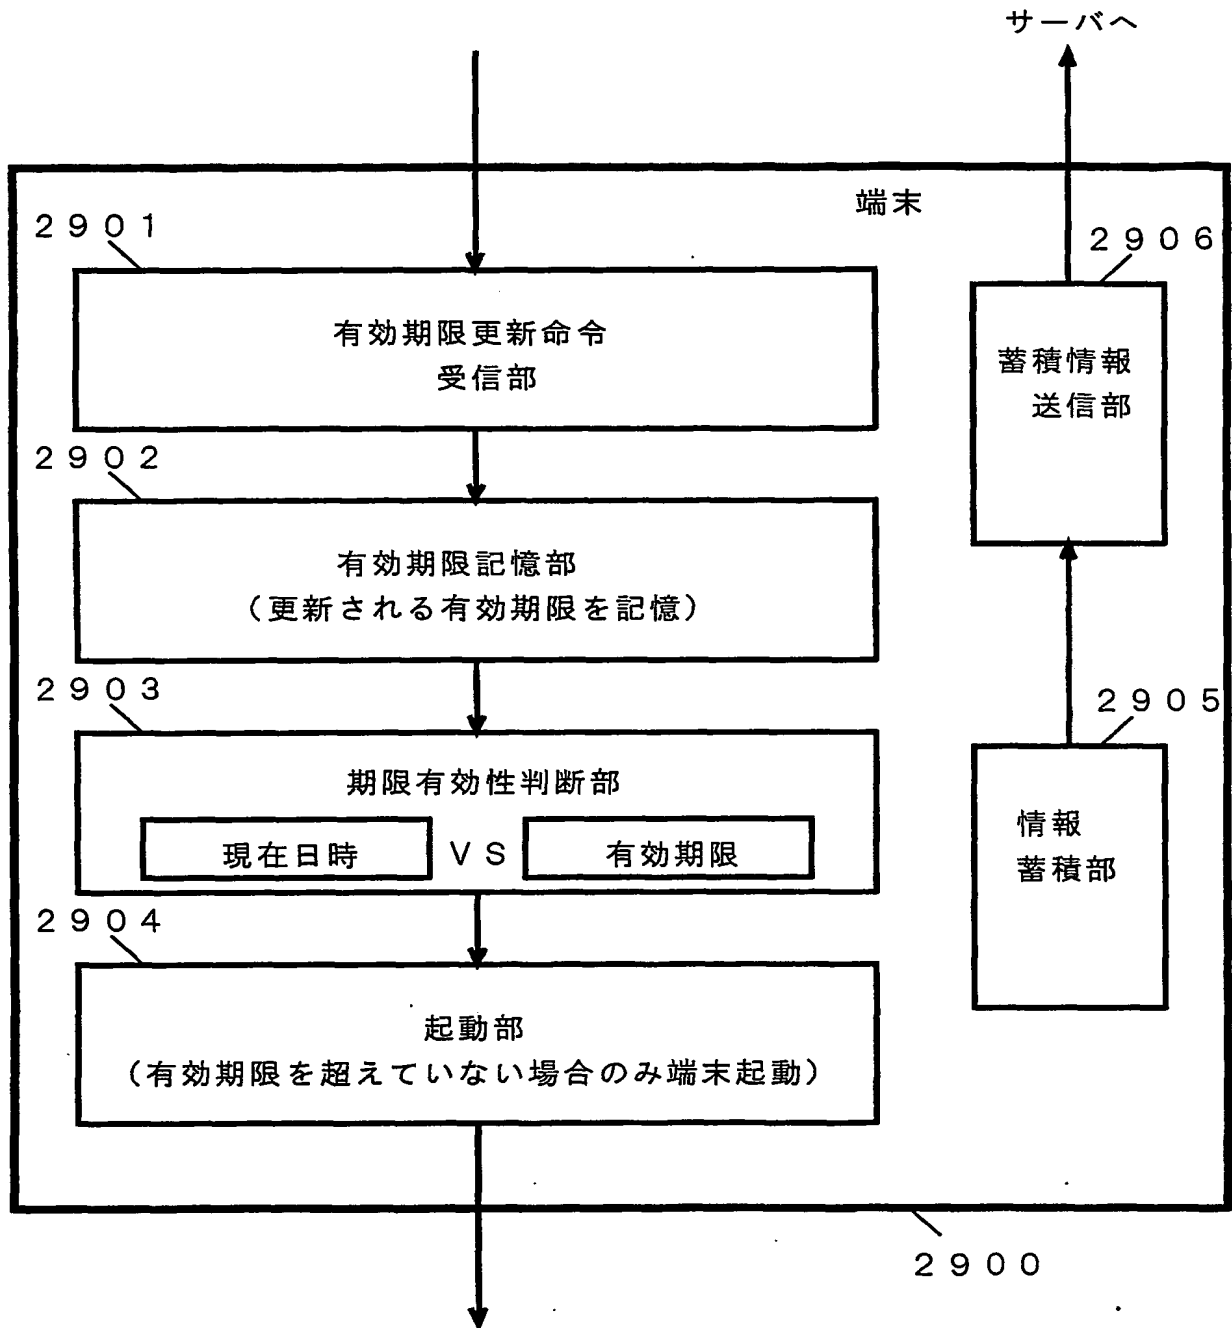 サーバへ
端末
２９０１
有効期限更新命令
受信部
２９０２
有効期限記憶部
（更新される有効期限を記憶）
２９０３
期限有効性判断部
現在日時 ＶＳ 有効期限
２９０４
起動部
（有効期限を超えていない場合のみ端末起動）
２９０６
蓄積情報
送信部
２９０５
情報
蓄積部
２９００